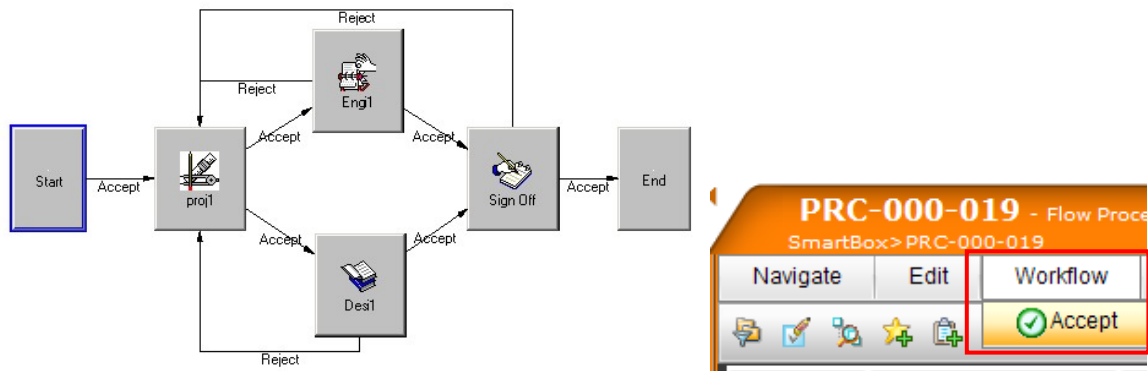 Reject
Reject
Engi1
Accept
Accept
Start
Accept
proj1
Sign Off
Accept
End
Accept
Accept
Desi1
Reject
PRC-000-019 - Flow Proce
SmartBox>PRC-000-019
Navigate Edit Workflow
Accept